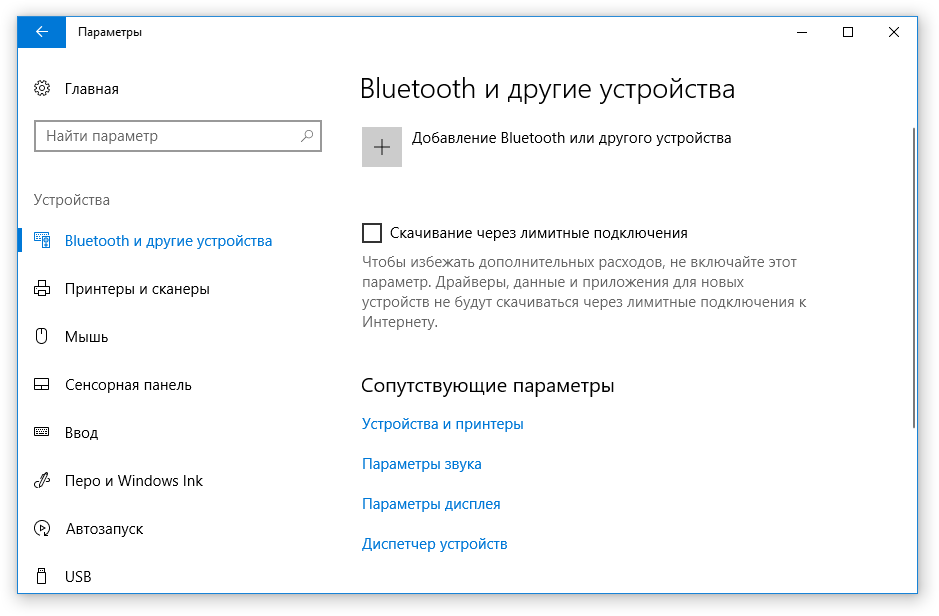 Параметры
Главная
Найти параметр
Устройства
Bluetooth и другие устройства
Принтеры и сканеры
Мышь
Сенсорная панель
Ввод
Перо и Windows Ink
Автозапуск
USB
Bluetooth и другие устройства
Добавление Bluetooth или другого устройства
Скачивание через лимитные подключения
Чтобы избежать дополнительных расходов, не включайте этот
параметр. Драйверы, данные и приложения для новых
устройств не будут скачиваться через лимитные подключения к
Интернету.
Сопутствующие параметры
Устройства и принтеры
Параметры звука
Параметры дисплея
Диспетчер устройств